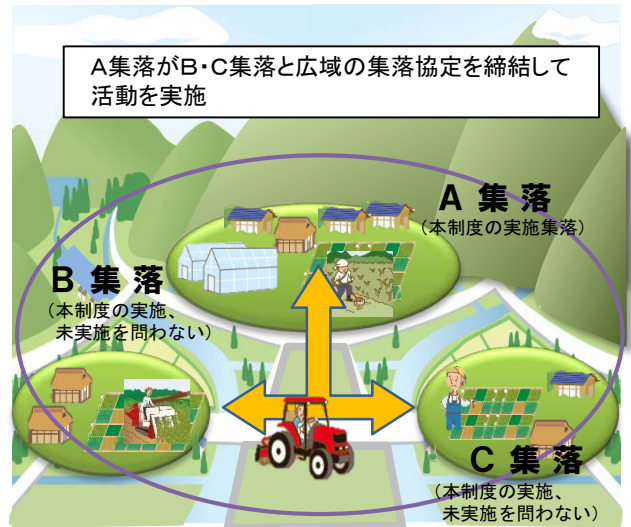 A集落がB・C集落と広域の集落協定を締結して
活動を実施
A 集 落
(本制度の実施集落)
B 集 落
(本制度の実施、
未実施を問わない)
C 集 落
(本制度の実施、
未実施を問わない)